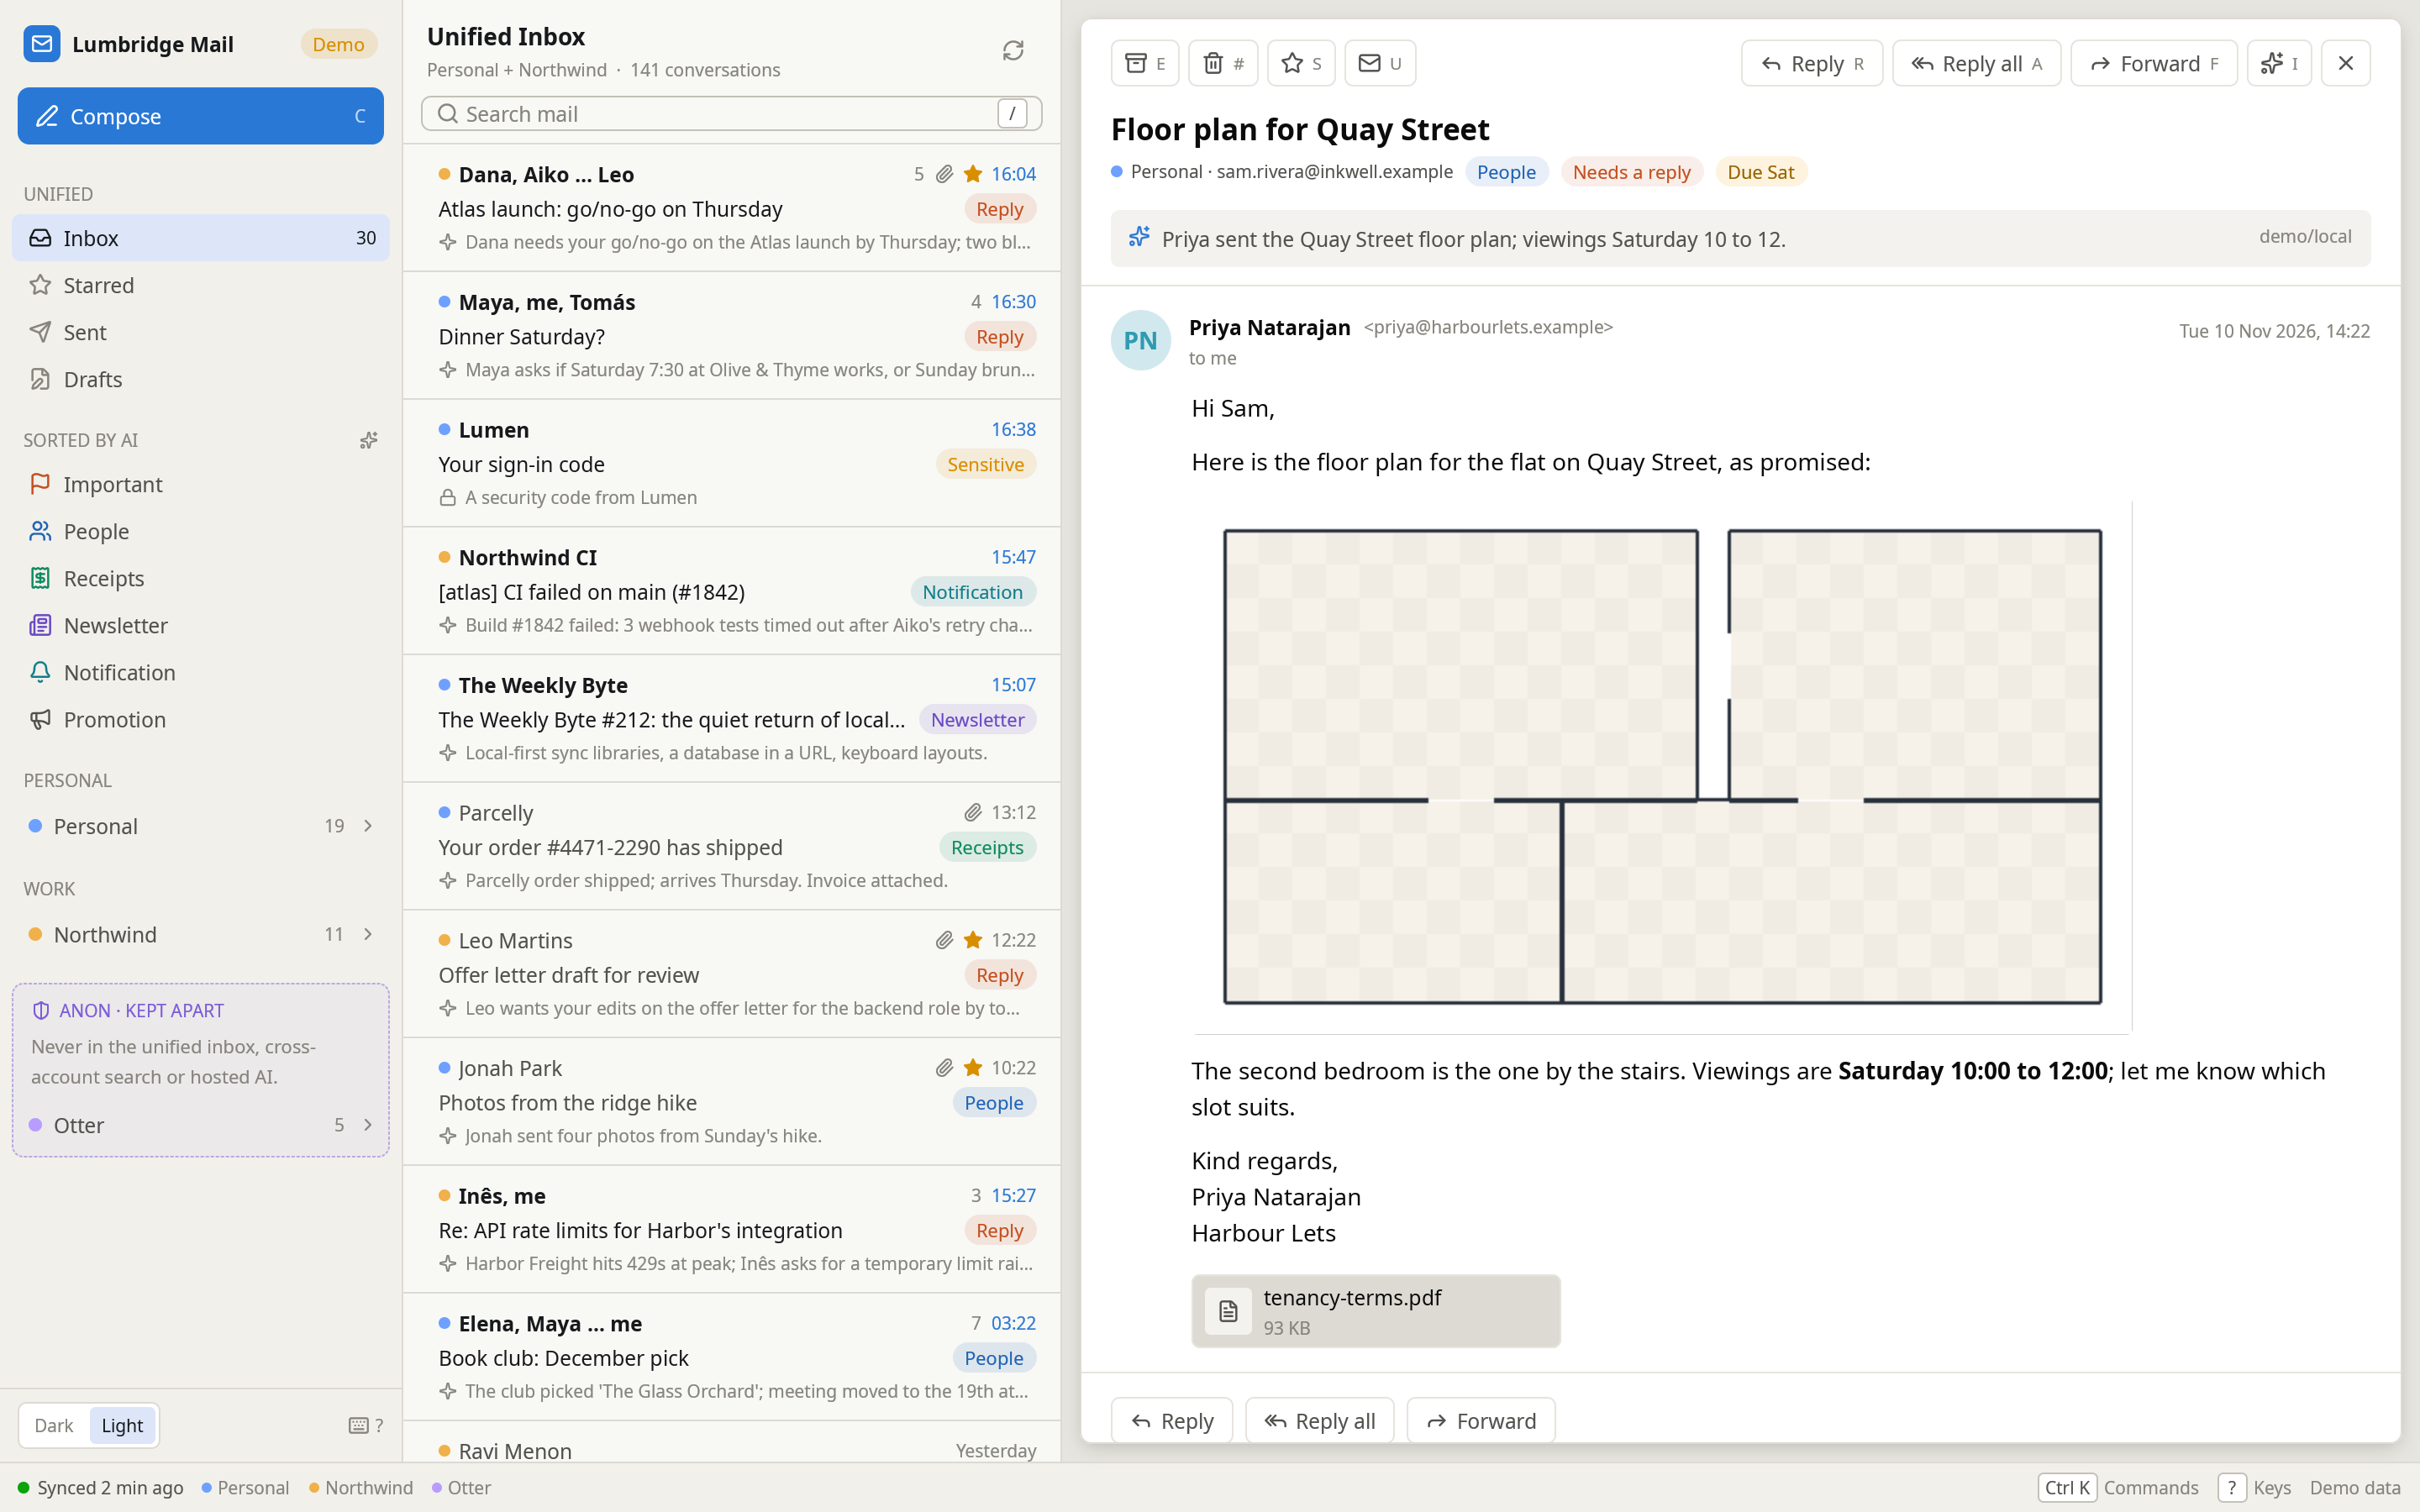 Lumbridge Mail
Demo
Compose
C
UNIFIED
Inbox
30
Starred
Sent
Drafts
SORTED BY AI
Important
People
Receipts
Newsletter
Notification
Promotion
PERSONAL
Personal
19
WORK
Northwind
11
ANON · KEPT APART
Never in the unified inbox, cross-
account search or hosted AI.
Otter
5
Dark
Light
?
Unified Inbox
Personal + Northwind · 141 conversations
Search mail
/
Dana, Aiko ... Leo
5
16:04
Atlas launch: go/no-go on Thursday
Reply
Dana needs your go/no-go on the Atlas launch by Thursday; two bl...
Maya, me, Tomás
4
16:30
Dinner Saturday?
Reply
Maya asks if Saturday 7:30 at Olive & Thyme works, or Sunday brun...
Lumen
16:38
Your sign-in code
Sensitive
A security code from Lumen
Northwind CI
15:47
[atlas] CI failed on main (#1842)
Notification
Build #1842 failed: 3 webhook tests timed out after Aiko's retry cha...
The Weekly Byte
15:07
The Weekly Byte #212: the quiet return of local...
Newsletter
Local-first sync libraries, a database in a URL, keyboard layouts.
Parcelly
13:12
Your order #4471-2290 has shipped
Receipts
Parcelly order shipped; arrives Thursday. Invoice attached.
Leo Martins
12:22
Offer letter draft for review
Reply
Leo wants your edits on the offer letter for the backend role by to...
Jonah Park
10:22
Photos from the ridge hike
People
Jonah sent four photos from Sunday's hike.
Inês, me
3
15:27
Re: API rate limits for Harbor's integration
Reply
Harbor Freight hits 429s at peak; Inês asks for a temporary limit rai...
Elena, Maya ... me
7
03:22
Book club: December pick
People
The club picked 'The Glass Orchard'; meeting moved to the 19th at...
Ravi Menon
Yesterday
E
#
S
U
Reply R
Reply all A
Forward F
I
Floor plan for Quay Street
Personal · sam.rivera@inkwell.example
People
Needs a reply
Due Sat
Priya sent the Quay Street floor plan; viewings Saturday 10 to 12.
demo/local
PN
Priya Natarajan <priya@harbourlets.example>
Tue 10 Nov 2026, 14:22
to me
Hi Sam,
Here is the floor plan for the flat on Quay Street, as promised:
The second bedroom is the one by the stairs. Viewings are Saturday 10:00 to 12:00; let me know which
slot suits.
Kind regards,
Priya Natarajan
Harbour Lets
tenancy-terms.pdf
93 KB
Reply
Reply all
Forward
Synced 2 min ago
Personal
Northwind
Otter
Ctrl K Commands
? Keys
Demo data